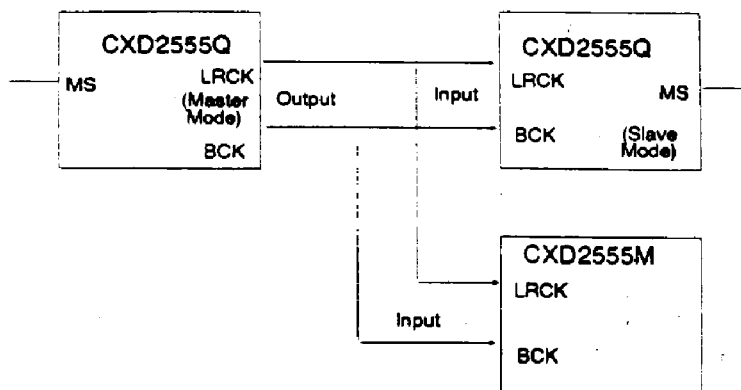 CXD2555Q
MS
LRCK
(Master
Mode)
BCK
Output
Input
CXD2555Q
LRCK
MS
BCK
(Slave
Mode)
CXD2555M
LRCK
Input
BCK